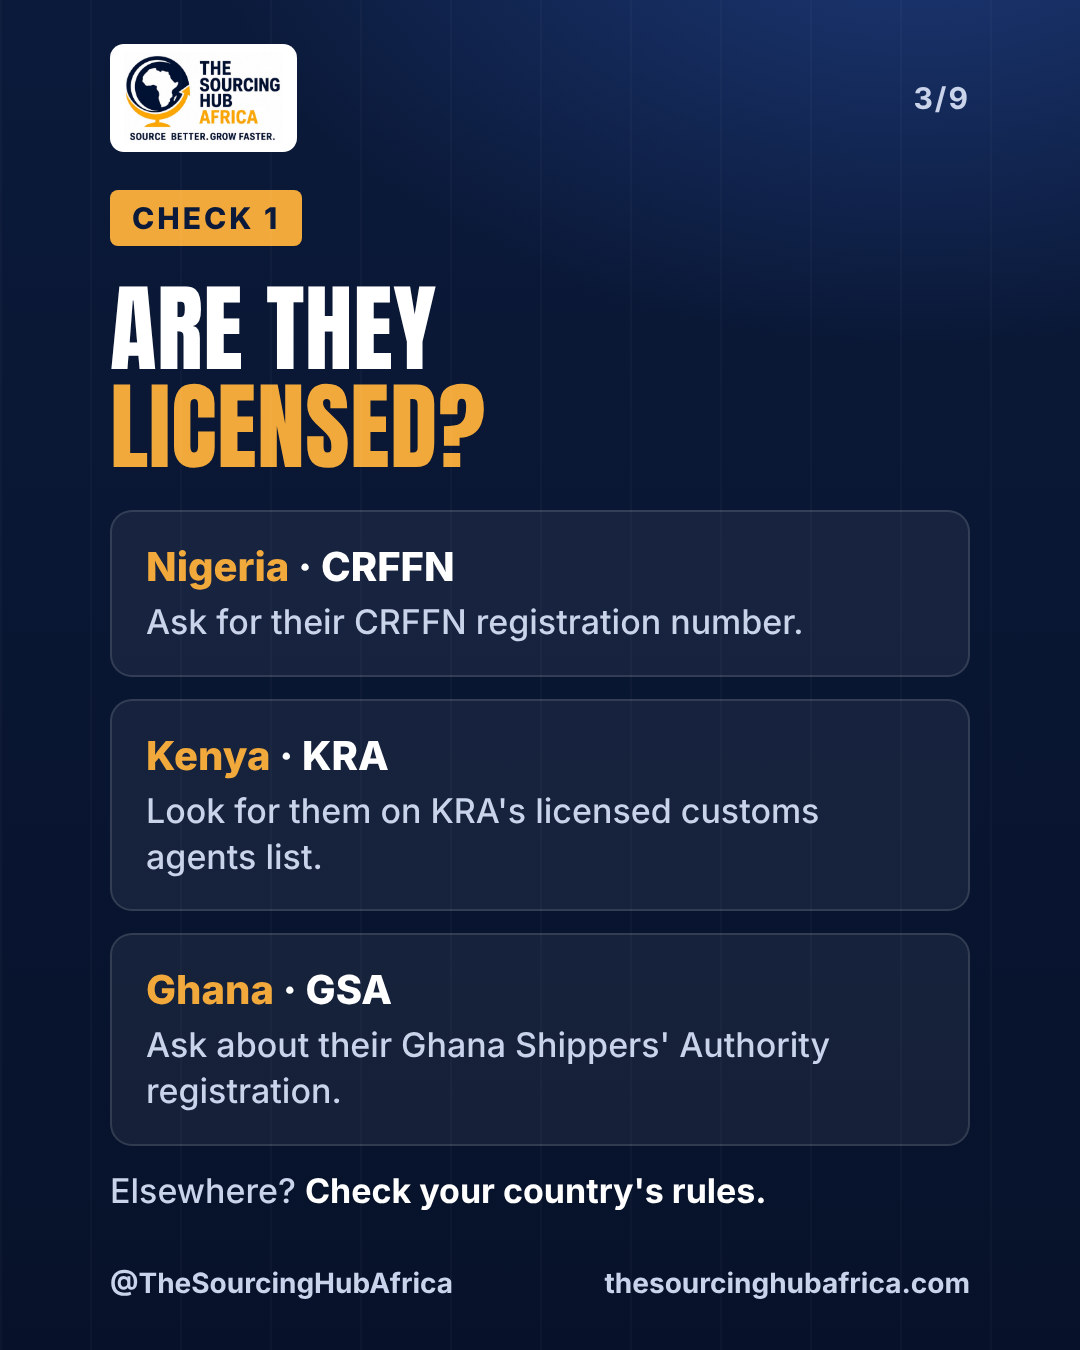 THE
SOURCING
HUB
AFRICA
SOURCE BETTER. GROW FASTER.
3/9
CHECK 1
ARE THEY
LICENSED?
Nigeria · CRFFN
Ask for their CRFFN registration number.
Kenya · KRA
Look for them on KRA's licensed customs
agents list.
Ghana · GSA
Ask about their Ghana Shippers' Authority
registration.
Elsewhere? Check your country's rules.
@TheSourcingHubAfrica
thesourcinghubafrica.com